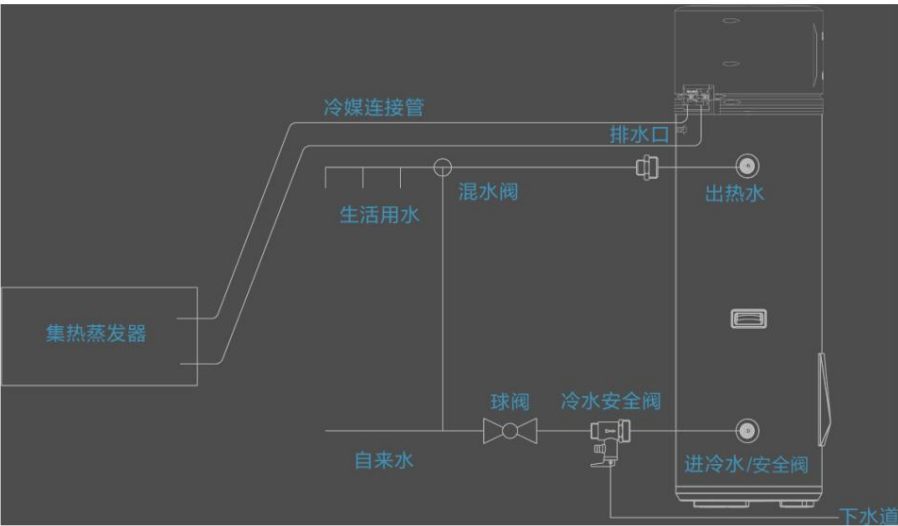 冷媒连接管
排水口
混水阀
出热水
生活用水
集热蒸发器
球阀
冷水安全阀
自来水
进冷水/安全阀
下水道